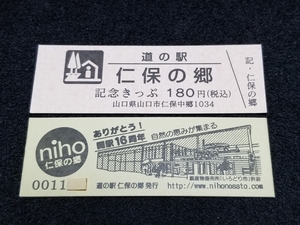 道の駅
仁保の郷
記念きっぷ 180円(税込)
山口県山口市仁保中郷1034
記・仁保の郷
niho
仁保の郷
0011
ありがとう!
開駅16周年
自然の恵みが集まる
道の駅 仁保の郷 発行
http://www.nihonosato.com